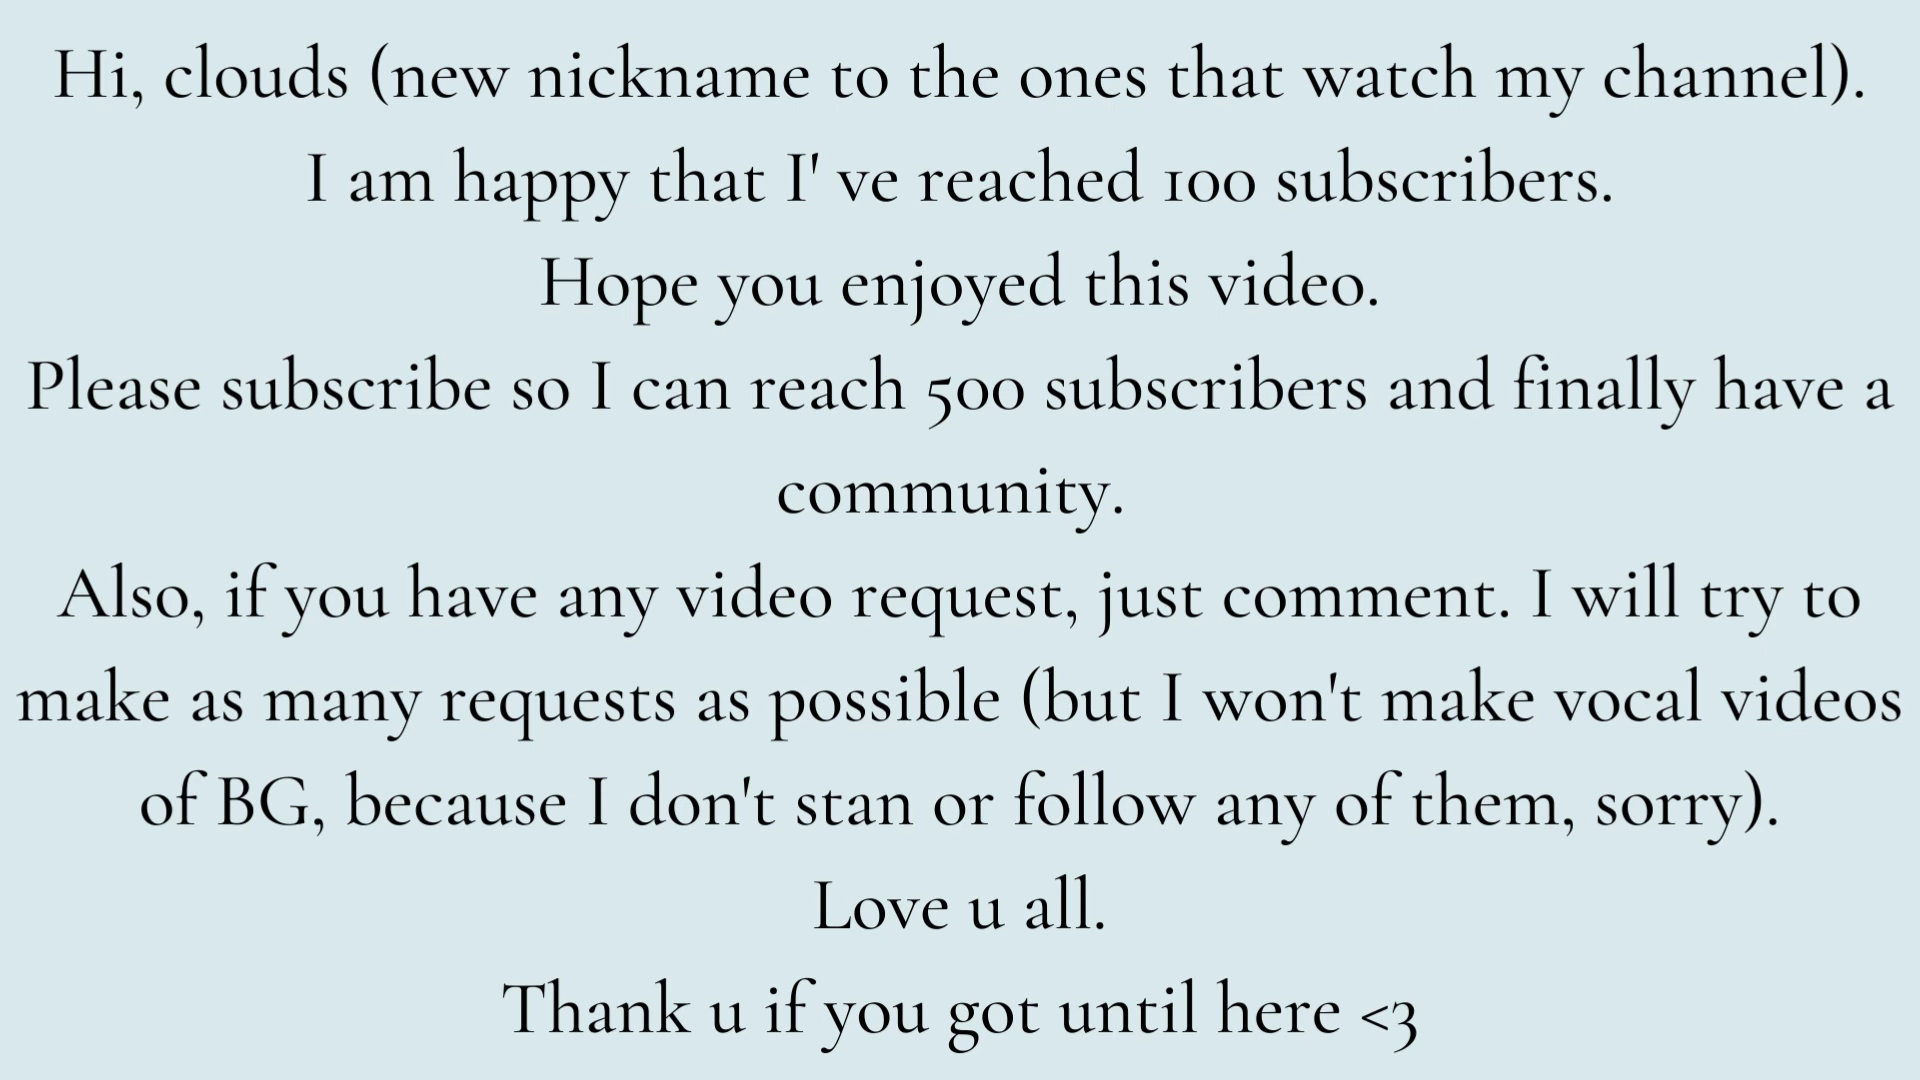 Hi, clouds (new nickname to the ones that watch my channel).
I am happy that I' ve reached 100 subscribers.
Hope you enjoyed this video.
Please subscribe so I can reach 500 subscribers and finally have a
community.
Also, if you have any video request, just comment. I will try to
make as many requests as possible (but I won't make vocal videos
of BG, because I don't stan or follow any of them, sorry).
Love u all.
Thank u if you got until here <3